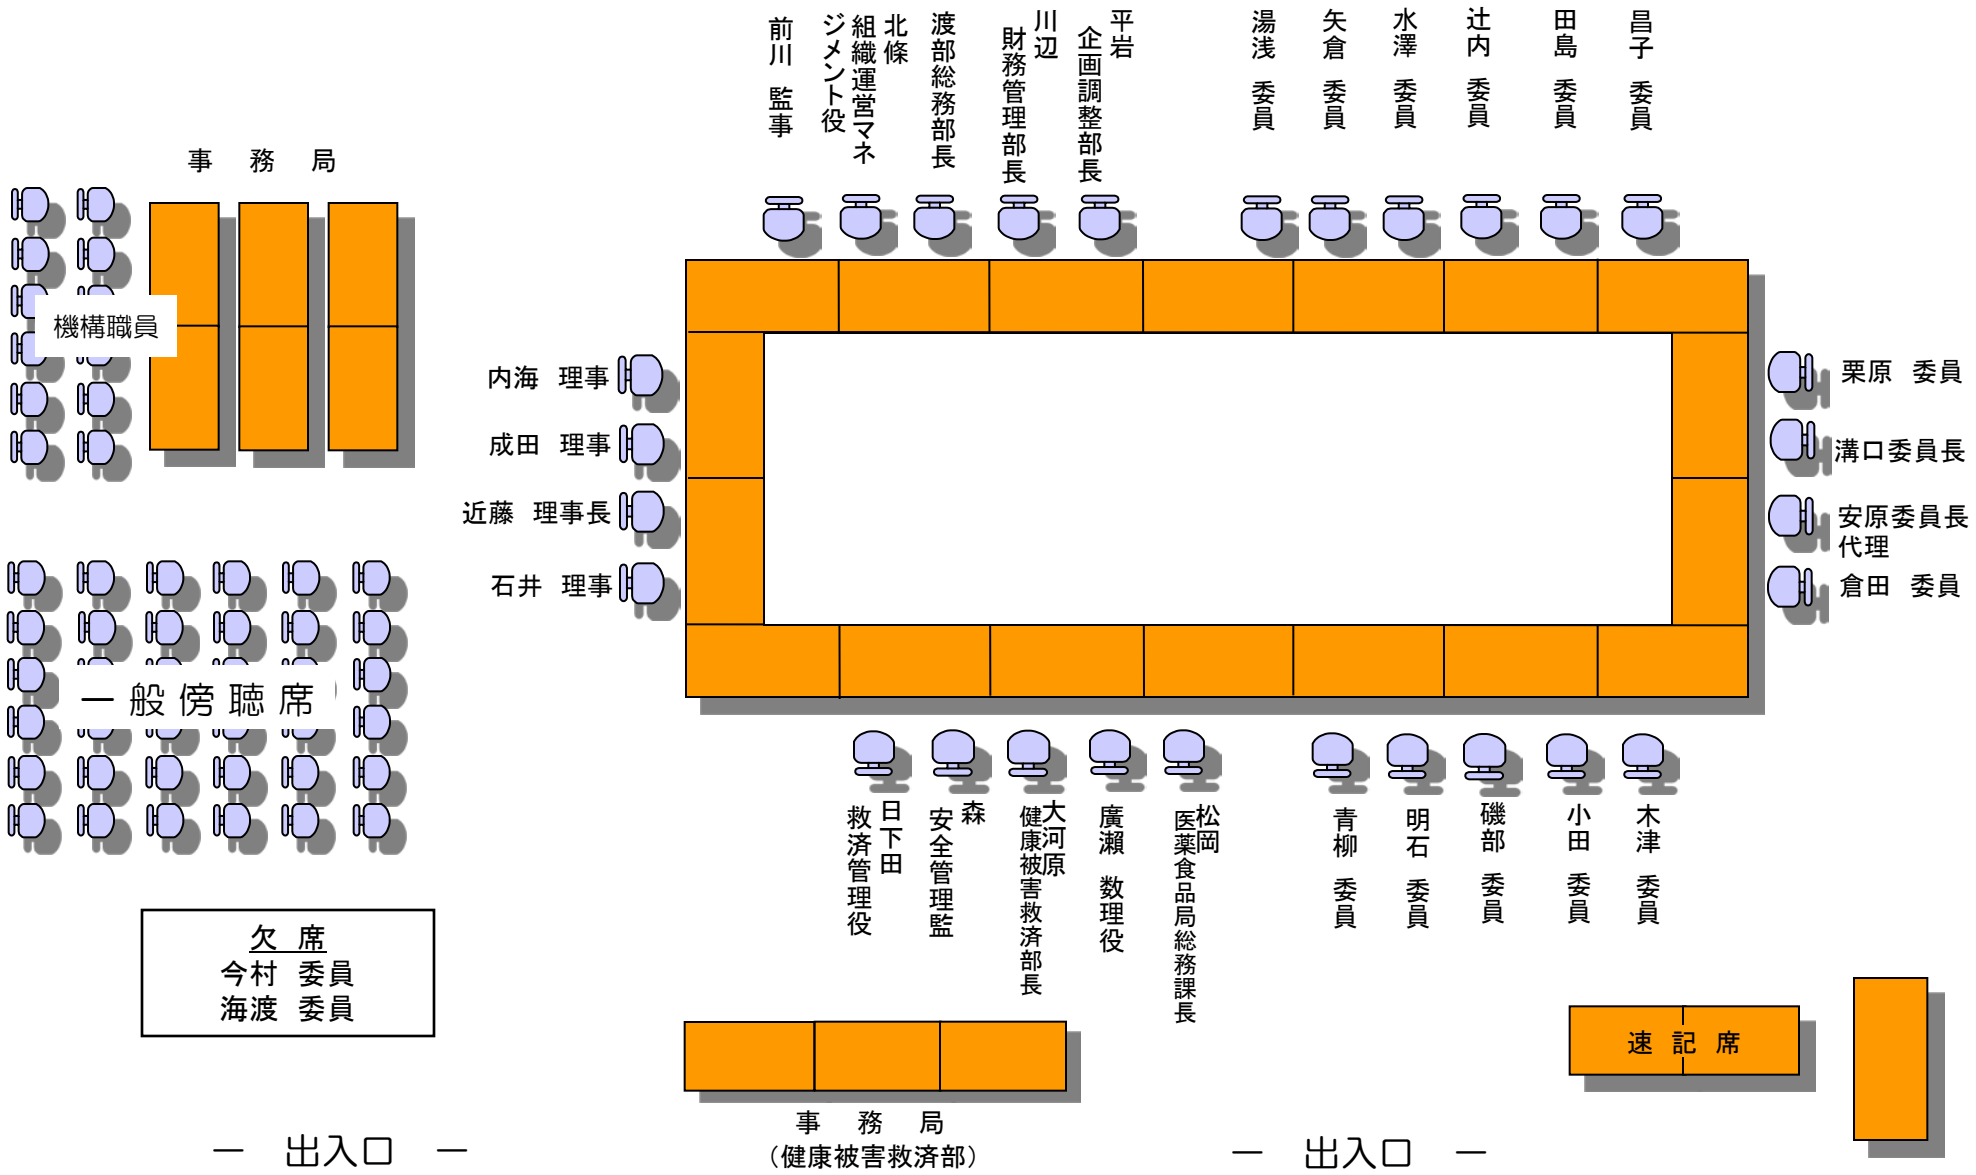 前川 監事
北條
組織運営マネ
ジメント役
渡部総務部長
川辺
財務管理部長
平岩
企画調整部長
湯浅 委員
矢倉 委員
水澤 委員
辻内 委員
田島 委員
昌子 委員
事 務 局
機構職員
内海 理事
成田 理事
近藤 理事長
石井 理事
栗原 委員
溝口委員長
安原委員長
代理
倉田 委員
一 般 傍 聴 席
日下田
救済管理役
森
安全管理監
大河原
健康被害救済部長
廣瀬 数理役
松岡
医薬食品局総務課長
青柳 委員
明石 委員
磯部 委員
小田 委員
木津 委員
欠 席
今村 委員
海渡 委員
速 記 席
事 務 局
（健康被害救済部）
― 出入口 ―
― 出入口 ―